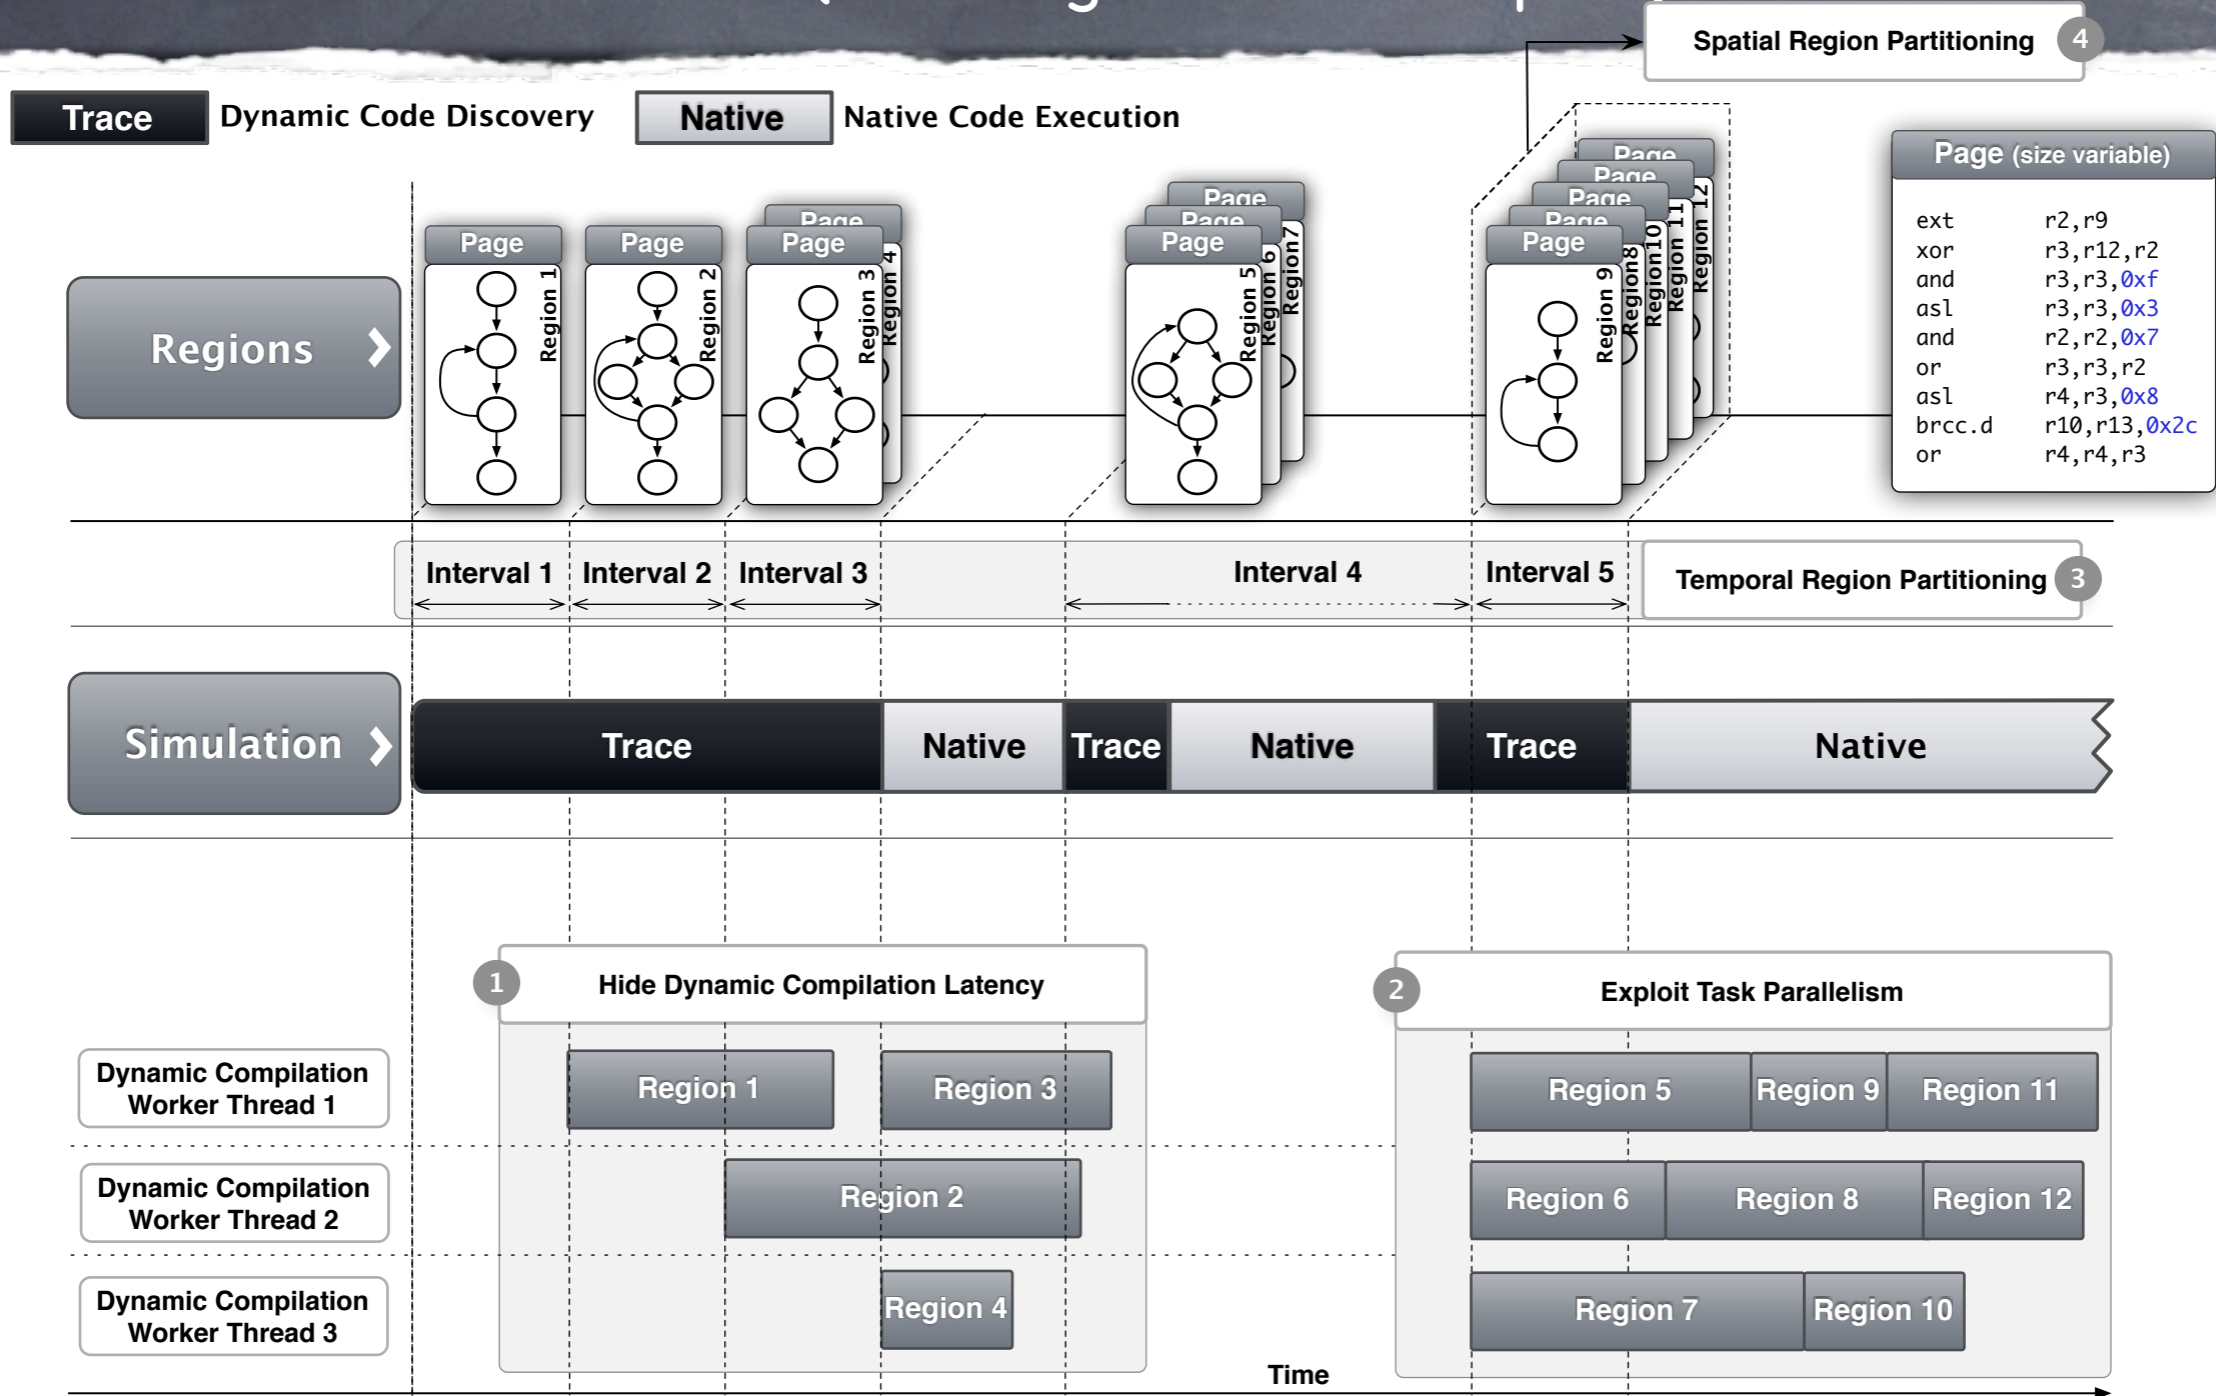 Spatial Region Partitioning 4
Trace Dynamic Code Discovery Native Native Code Execution
Page
Page
Page
Page
Page
Region 1
Region 2
Region 3
Region 4
Page
Page
Page
Region 5
Region 6
Region7
Page
Page
Page
Page
Page
Region 9
Region8
Region10
Region 11
Region 12
Page (size variable)
ext r2,r9
xor r3,r12,r2
and r3,r3,0xf
asl r3,r3,0x3
and r2,r2,0x7
or r3,r3,r2
asl r4,r3,0x8
brcc.d r10,r13,0x2c
or r4,r4,r3
Regions
Interval 1 Interval 2 Interval 3 Interval 4 Interval 5 Temporal Region Partitioning 3
Simulation Trace Native Trace Native Trace Native
1 Hide Dynamic Compilation Latency
2 Exploit Task Parallelism
Dynamic Compilation
Worker Thread 1
Region 1 Region 3 Region 5 Region 9 Region 11
Dynamic Compilation
Worker Thread 2
Region 2 Region 6 Region 8 Region 12
Dynamic Compilation
Worker Thread 3
Region 4 Region 7 Region 10
Time